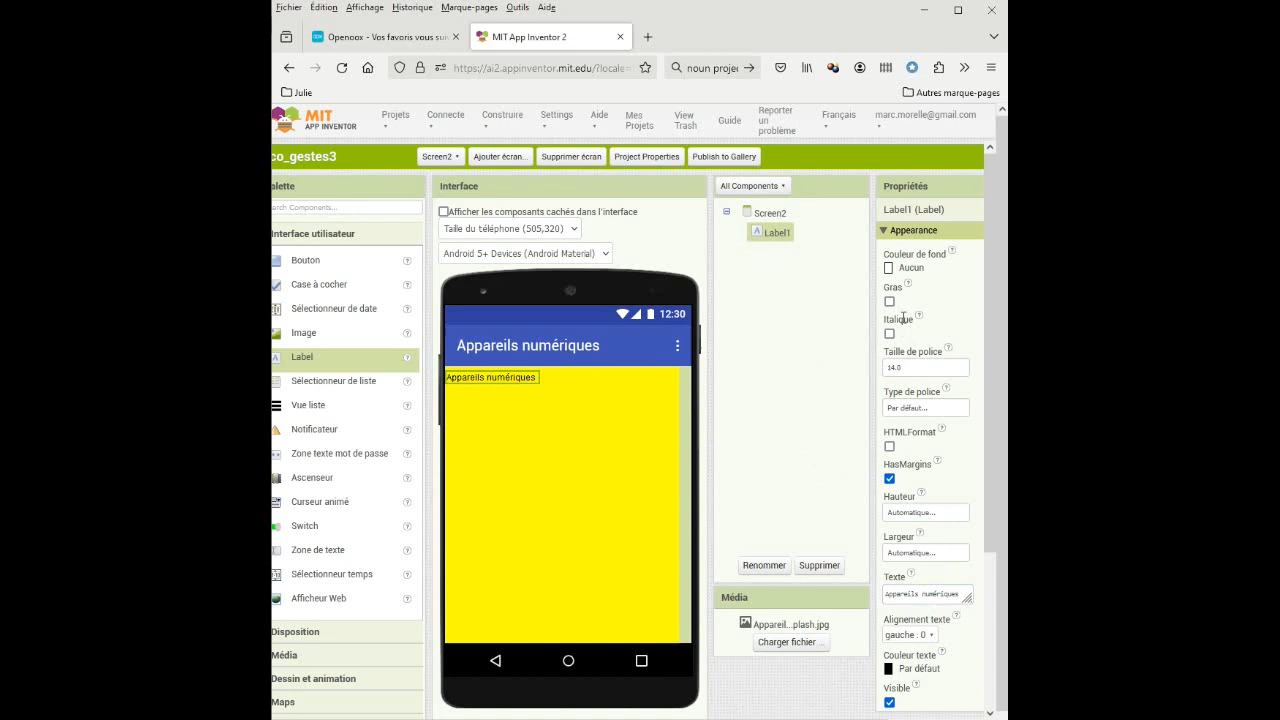 Fichier Edition Affichage Historique Marque-pages Outils Aide
Openoox - Vos favoris vous sui
MIT App Inventor 2
https://ai2.appinventor.mit.edu/?locale=
noun projec
Julie
Autres marque-pages
MIT
APP INVENTOR
Projets
Connecte
Construire
Settings
Aide
Mes Projets
View Trash
Guide
Reporter un problème
Français
marc.morelle@gmail.com
co_gestes3
Screen2
Ajouter écran...
Supprimer écran
Project Properties
Publish to Gallery
alette
earch Components...
Interface utilisateur
Bouton
Case à cocher
Sélectionneur de date
Image
Label
Sélectionneur de liste
Vue liste
Notificateur
Zone texte mot de passe
Ascenseur
Curseur animé
Switch
Zone de texte
Sélectionneur temps
Afficheur Web
Disposition
Média
Dessin et animation
Maps
Interface
Afficher les composants cachés dans l'interface
Taille du téléphone (505,320)
Android 5+ Devices (Android Material)
12:30
Appareils numériques
Appareils numériques
All Components
Screen2
Label1
Renommer
Supprimer
Média
Appareil...plash.jpg
Charger fichier ...
Propriétés
Label1 (Label)
Appearance
Couleur de fond
Aucun
Gras
Italique
Taille de police
14.0
Type de police
Par défaut...
HTMLFormat
HasMargins
Hauteur
Automatique...
Largeur
Automatique...
Texte
Appareils numériques
Alignement texte
gauche : 0
Couleur texte
Par défaut
Visible